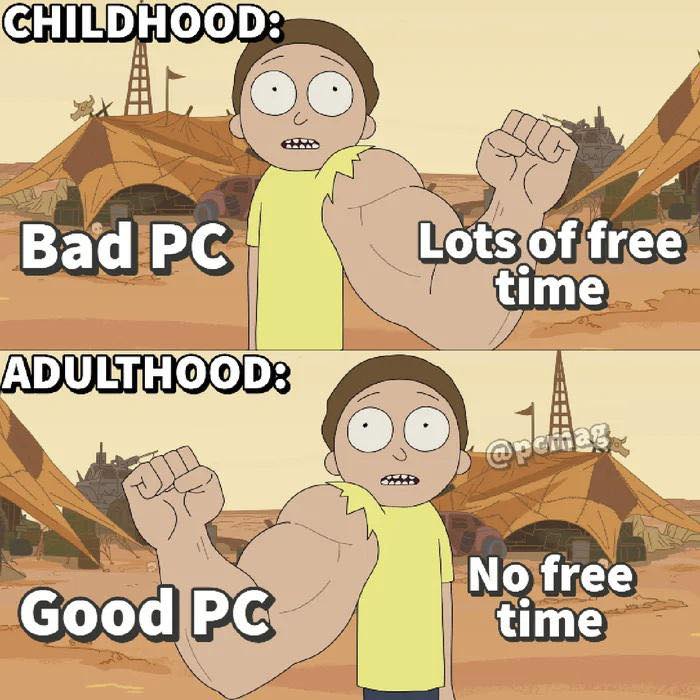 CHILDHOOD:
Bad PC
Lots of free
time
ADULTHOOD:
@pcmag
Good PC
No free
time